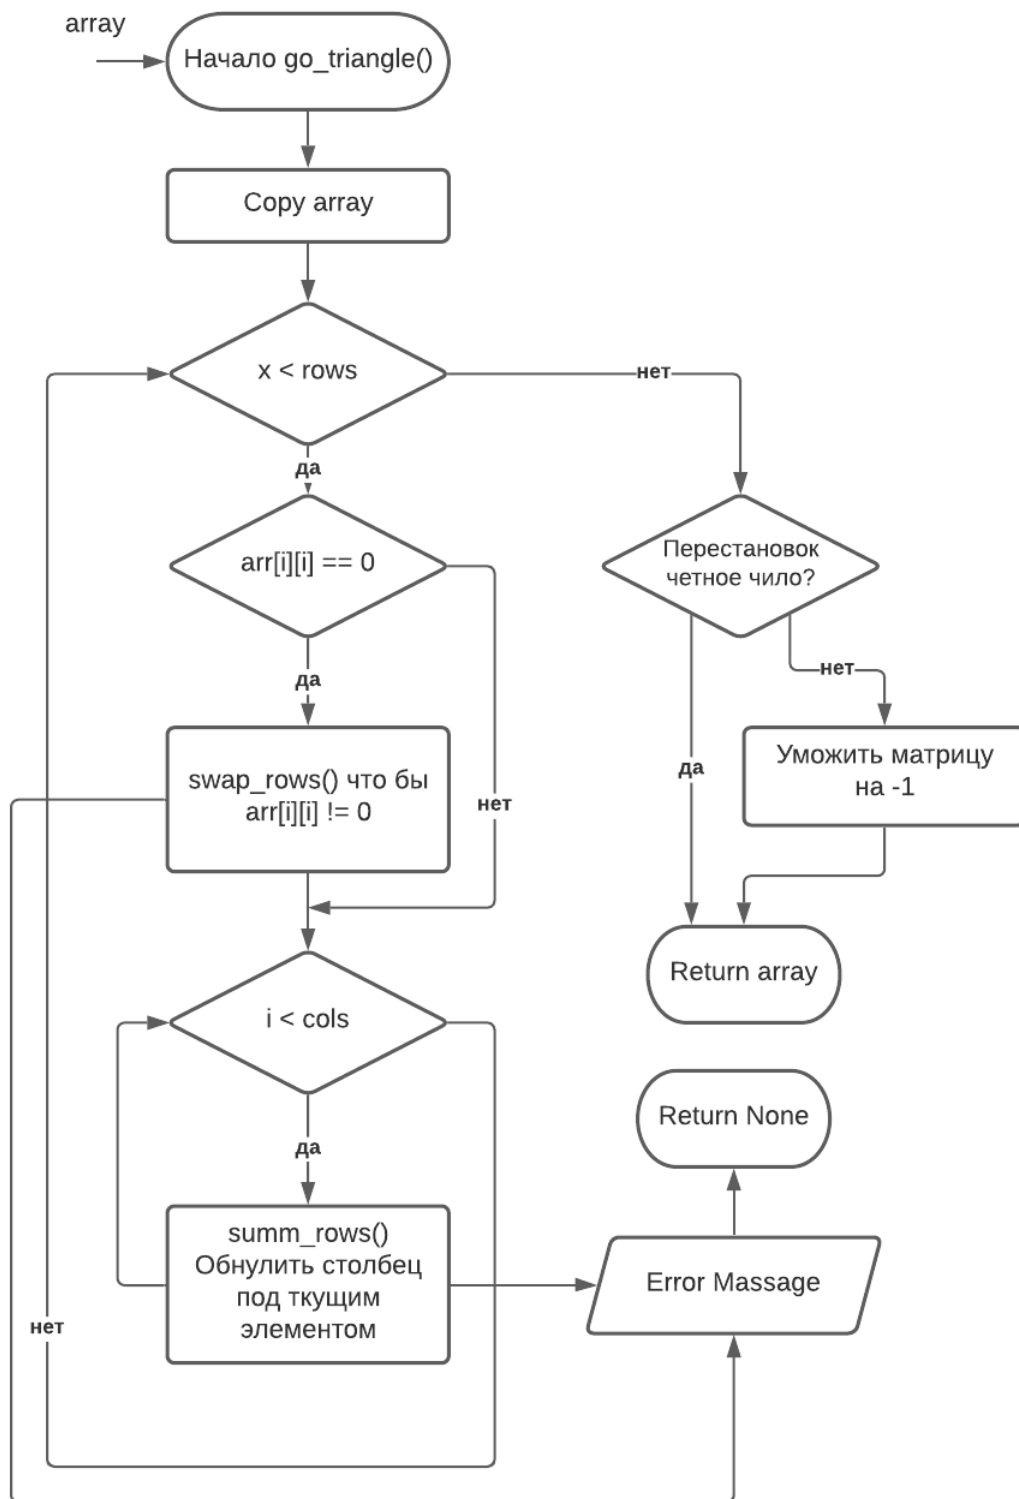 array
Начало go_triangle()
Copy array
x < rows
нет
да
arr[i][i] == 0
Перестановок
четное чило?
да
нет
swap_rows() что бы
arr[i][i] != 0
нет
да
Уможить матрицу
на -1
Return array
i < cols
да
Return None
summ_rows()
Обнулить столбец
под ткущим
элементом
Error Massage
нет